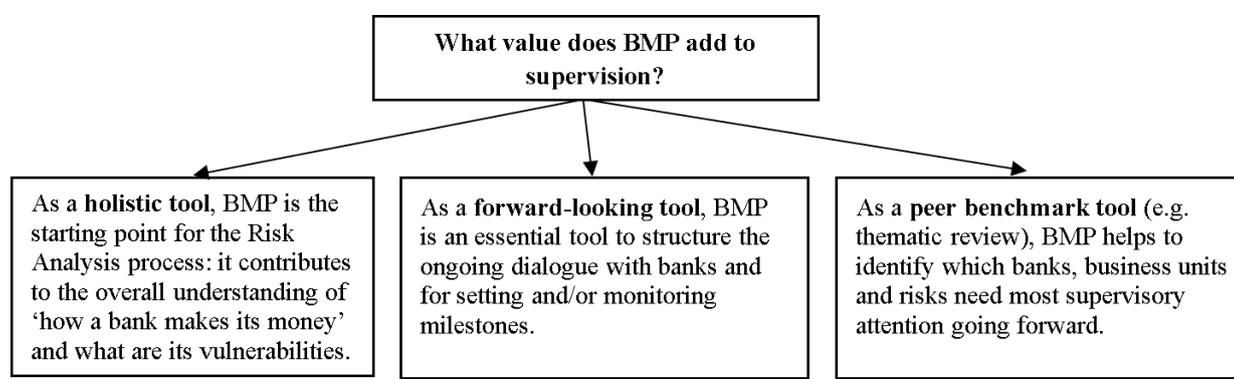 What value does BMP add to
supervision?
As a holistic tool, BMP is the
starting point for the Risk
Analysis process: it contributes
to the overall understanding of
‘how a bank makes its money’
and what are its vulnerabilities.
As a forward-looking tool, BMP
is an essential tool to structure the
ongoing dialogue with banks and
for setting and/or monitoring
milestones.
As a peer benchmark tool (e.g.
thematic review), BMP helps to
identify which banks, business units
and risks need most supervisory
attention going forward.